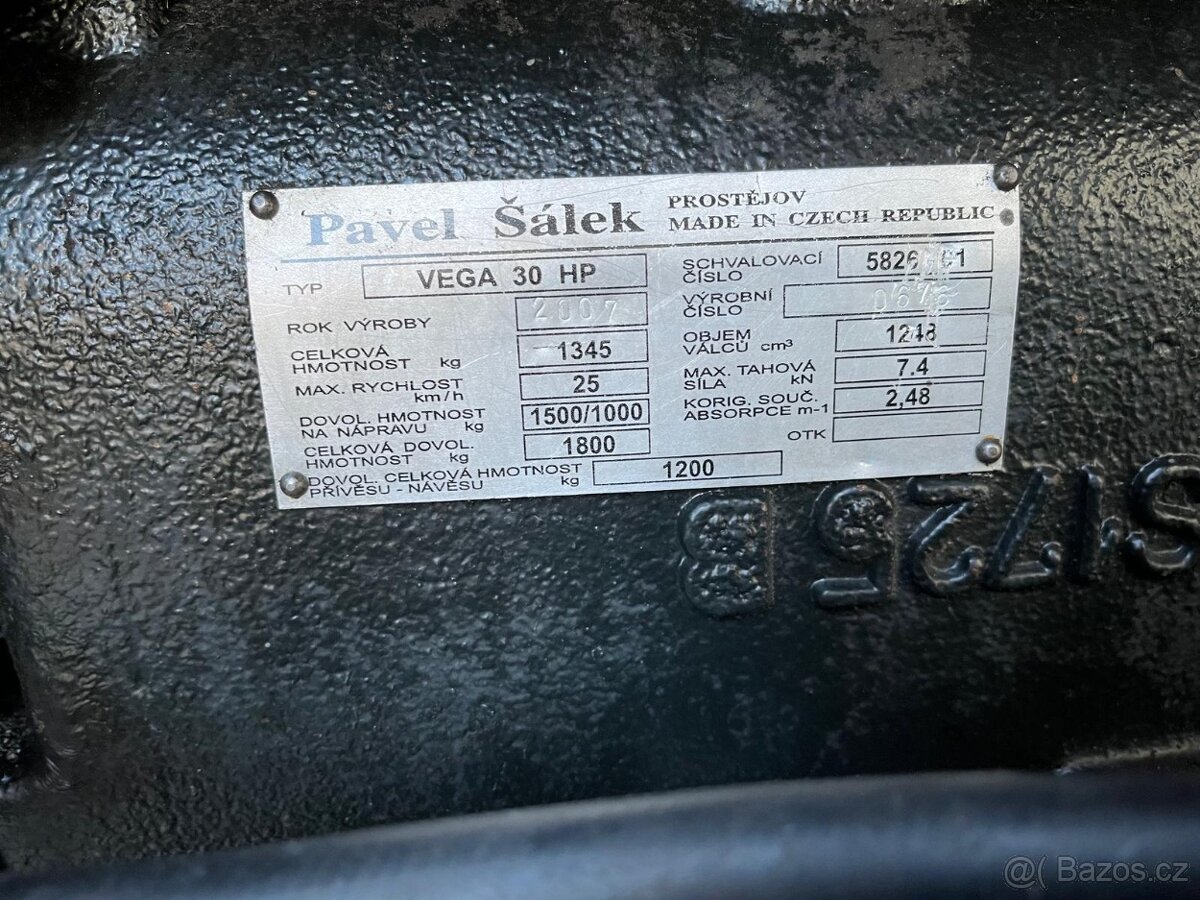 Pavel Šálek PROSTĚJOV
MADE IN CZECH REPUBLIC
TYP VEGA 30 HP
ROK VÝROBY 2007
CELKOVÁ HMOTNOST kg 1345
MAX. RYCHLOST km/h 25
DOVOL. HMOTNOST NA NÁPRAVU kg 1500/1000
CELKOVÁ DOVOL. HMOTNOST kg 1800
DOVOL. CELKOVÁ HMOTNOST PŘÍVĚSU - NÁVĚSU kg 1200
SCHVALOVACÍ ČÍSLO
VÝROBNÍ ČÍSLO
OBJEM VÁLCŮ cm³ 1248
MAX. TAHOVÁ SÍLA kN 7.4
KORIG. SOUČ. ABSORPCE m-1 2,48
OTK
S1725B
@( Bazos.cz